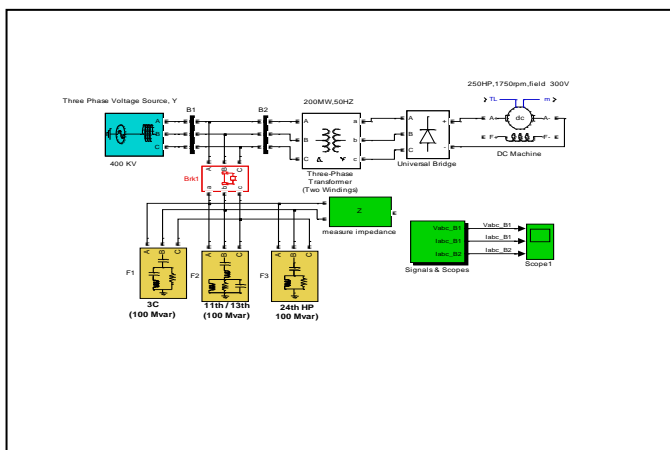 250HP,1750rpm,field 300V
Three Phase Voltage Source, Y
B1
B2
200MW,50HZ
TL
m
A
B
C
A
B
C
a
b
c
A
B
C
+
-
A+
dc
A-
F+
F-
DC Machine
400 KV
Universal Bridge
Three-Phase
Transformer
(Two Windings)
A
B
C
Brk1
a
b
c
Z
measure impedance
Vabc_B1
Iabc_B1
Iabc_B2
Vabc_B1
Iabc_B1
Iabc_B2
Scope1
Signals & Scopes
A
B
C
A
B
C
A
B
C
F1
F2
F3
3C
(100 Mvar)
11th / 13th
(100 Mvar)
24th HP
100 Mvar)